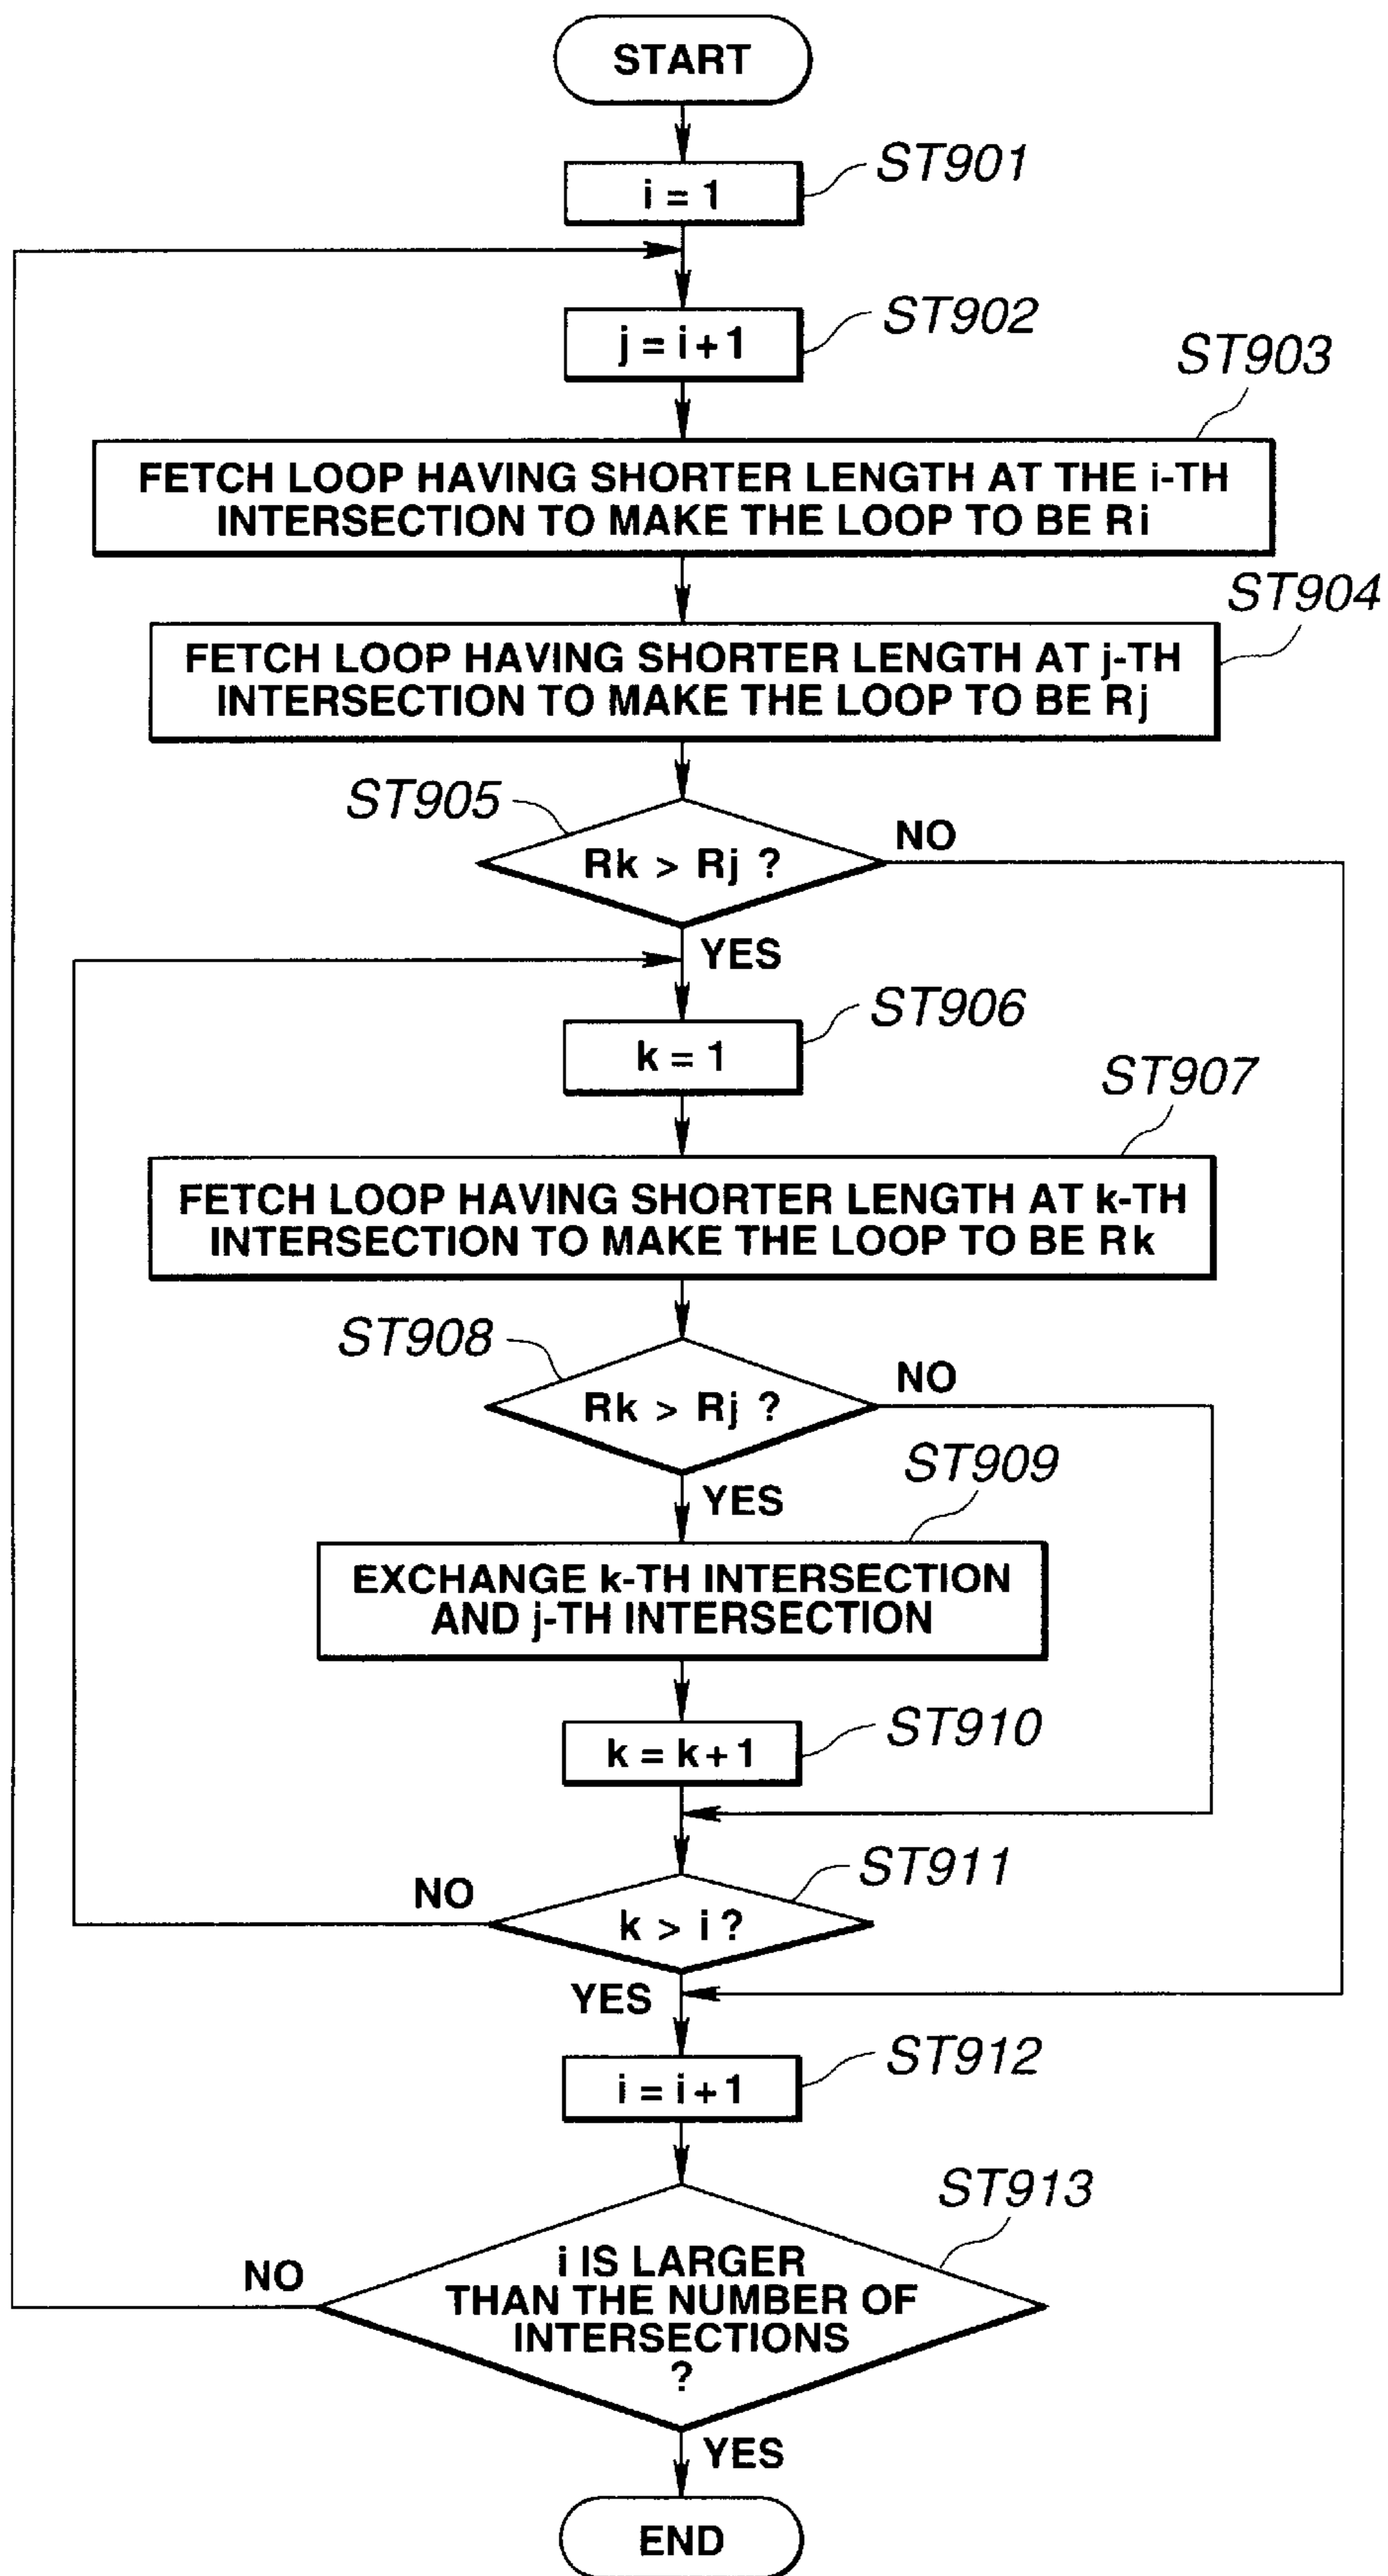 START
ST901
i = 1
ST902
j = i+1
ST903
FETCH LOOP HAVING SHORTER LENGTH AT THE i-TH
INTERSECTION TO MAKE THE LOOP TO BE Ri
ST904
FETCH LOOP HAVING SHORTER LENGTH AT j-TH
INTERSECTION TO MAKE THE LOOP TO BE Rj
ST905
NO
Rk > Rj ?
YES
ST906
k = 1
ST907
FETCH LOOP HAVING SHORTER LENGTH AT k-TH
INTERSECTION TO MAKE THE LOOP TO BE Rk
ST908
NO
Rk > Rj ?
ST909
YES
EXCHANGE k-TH INTERSECTION
AND j-TH INTERSECTION
ST910
k = k+1
ST911
NO
k > i ?
YES
ST912
i = i+1
ST913
NO
i IS LARGER
THAN THE NUMBER OF
INTERSECTIONS
?
YES
END